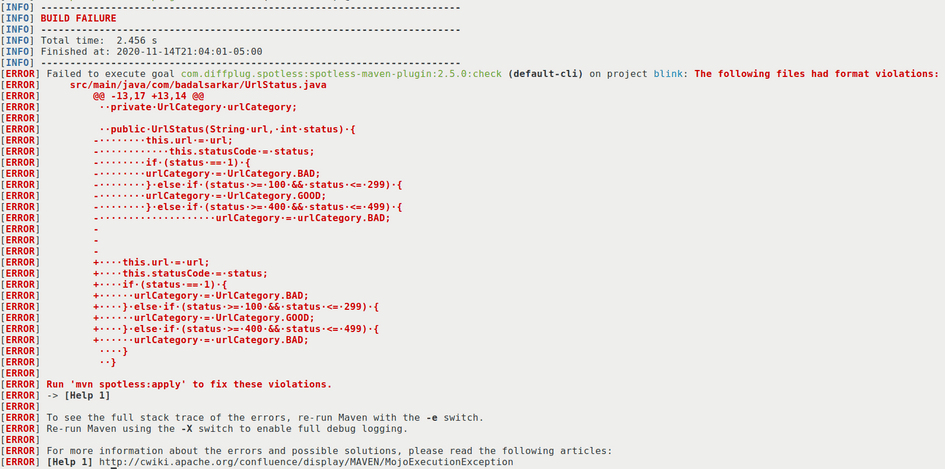 [INFO] ------------------------------------------------------------------------
[INFO] BUILD FAILURE
[INFO] ------------------------------------------------------------------------
[INFO] Total time:  2.456 s
[INFO] Finished at: 2020-11-14T21:04:01-05:00
[INFO] ------------------------------------------------------------------------
[ERROR] Failed to execute goal com.diffplug.spotless:spotless-maven-plugin:2.5.0:check (default-cli) on project blink: The following files had format violations:
[ERROR]     src/main/java/com/badalsarkar/UrlStatus.java
[ERROR]         @@ -13,17 +13,14 @@
[ERROR]          ··private·UrlCategory·urlCategory;
[ERROR]
[ERROR]          ··public·UrlStatus(String·url,·int·status)·{
[ERROR]         -········this.url·=·url;
[ERROR]         -············this.statusCode·=·status;
[ERROR]         -········if·(status·==·1)·{
[ERROR]         -········urlCategory·=·UrlCategory.BAD;
[ERROR]         -········}·else·if·(status·>=·100·&&·status·<=·299)·{
[ERROR]         -········urlCategory·=·UrlCategory.GOOD;
[ERROR]         -········}·else·if·(status·>=·400·&&·status·<=·499)·{
[ERROR]         -····················urlCategory·=·urlCategory.BAD;
[ERROR]         -
[ERROR]         -
[ERROR]         -
[ERROR]         +····this.url·=·url;
[ERROR]         +····this.statusCode·=·status;
[ERROR]         +····if·(status·==·1)·{
[ERROR]         +······urlCategory·=·UrlCategory.BAD;
[ERROR]         +····}·else·if·(status·>=·100·&&·status·<=·299)·{
[ERROR]         +······urlCategory·=·UrlCategory.GOOD;
[ERROR]         +····}·else·if·(status·>=·400·&&·status·<=·499)·{
[ERROR]         +······urlCategory·=·urlCategory.BAD;
[ERROR]          ····}
[ERROR]          ··}
[ERROR]
[ERROR] Run 'mvn spotless:apply' to fix these violations.
[ERROR] -> [Help 1]
[ERROR]
[ERROR] To see the full stack trace of the errors, re-run Maven with the -e switch.
[ERROR] Re-run Maven using the -X switch to enable full debug logging.
[ERROR]
[ERROR] For more information about the errors and possible solutions, please read the following articles:
[ERROR] [Help 1] http://cwiki.apache.org/confluence/display/MAVEN/MojoExecutionException